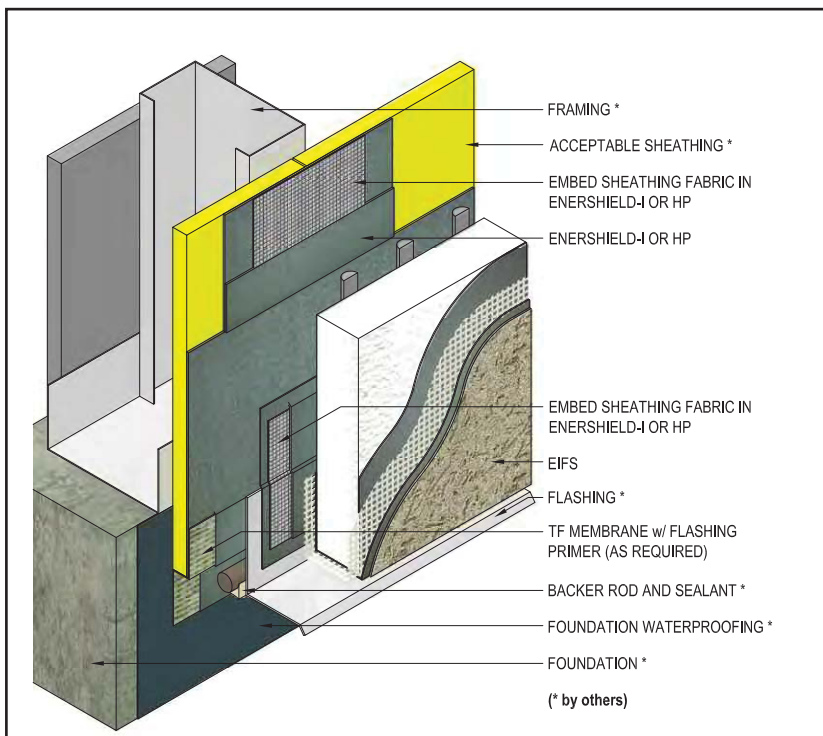 FRAMING *
ACCEPTABLE SHEATHING *
EMBED SHEATHING FABRIC IN
ENERSHIELD-I OR HP
ENERSHIELD-I OR HP
EMBED SHEATHING FABRIC IN
ENERSHIELD-I OR HP
EIFS
FLASHING *
TF MEMBRANE w/ FLASHING
PRIMER (AS REQUIRED)
BACKER ROD AND SEALANT *
FOUNDATION WATERPROOFING *
FOUNDATION *
(* by others)